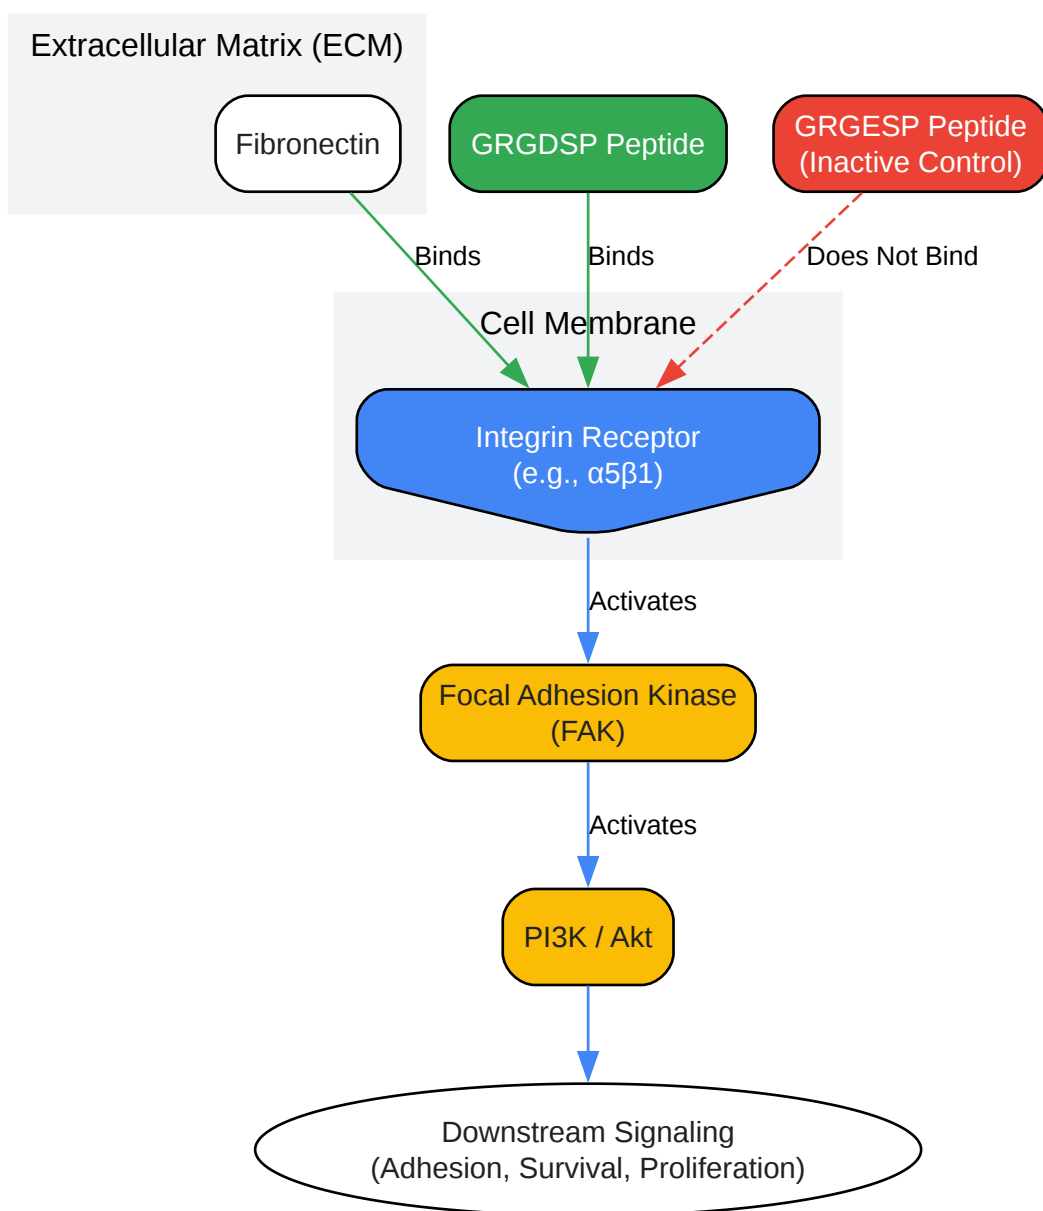 Extracellular Matrix (ECM)
Fibronectin
GRGDSP Peptide
GRGESP Peptide
(Inactive Control)
Binds
Binds
Does Not Bind
Cell Membrane
Integrin Receptor
(e.g., α5β1)
Activates
Focal Adhesion Kinase
(FAK)
Activates
PI3K / Akt
Downstream Signaling
(Adhesion, Survival, Proliferation)